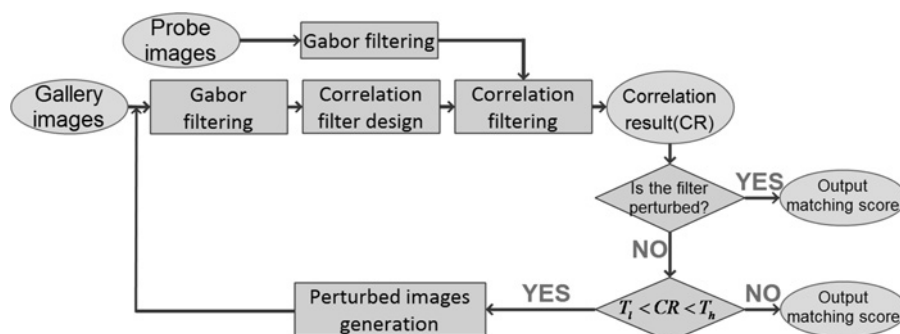 Probe
images
Gabor filtering
Gallery
images
Gabor
filtering
Correlation
filter design
Correlation
filtering
Correlation
result(CR)
Is the filter
perturbed?
YES
Output
matching score
NO
Perturbed images
generation
YES
T_l < CR < T_h
NO
Output
matching score